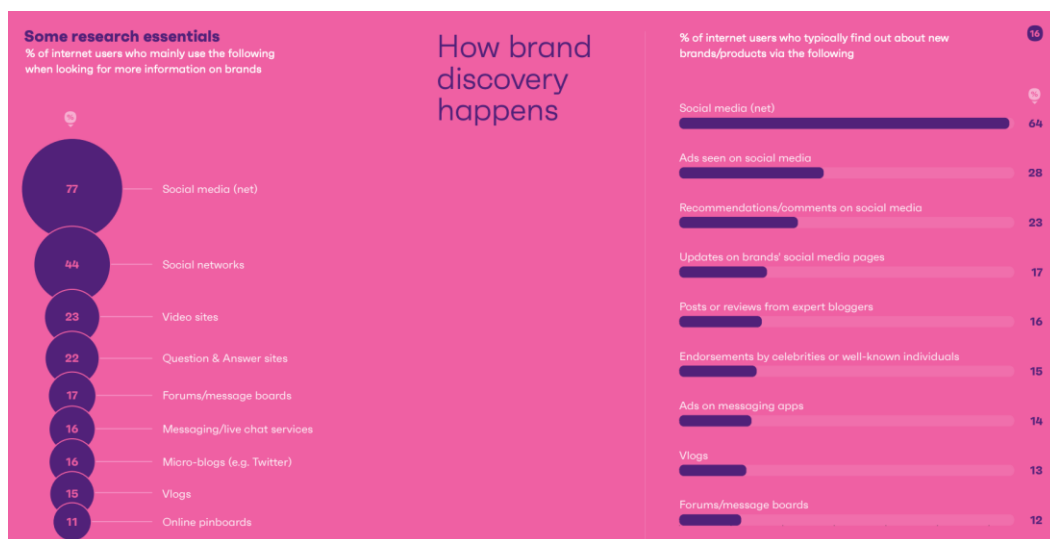 Some research essentials
% of internet users who mainly use the following
when looking for more information on brands
%
77
Social media (net)
44
Social networks
23
Video sites
22
Question & Answer sites
17
Forums/message boards
16
Messaging/live chat services
16
Micro-blogs (e.g. Twitter)
15
Vlogs
11
Online pinboards
How brand
discovery
happens
% of internet users who typically find out about new
brands/products via the following
16
%
Social media (net)
64
Ads seen on social media
28
Recommendations/comments on social media
23
Updates on brands' social media pages
17
Posts or reviews from expert bloggers
16
Endorsements by celebrities or well-known individuals
15
Ads on messaging apps
14
Vlogs
13
Forums/message boards
12